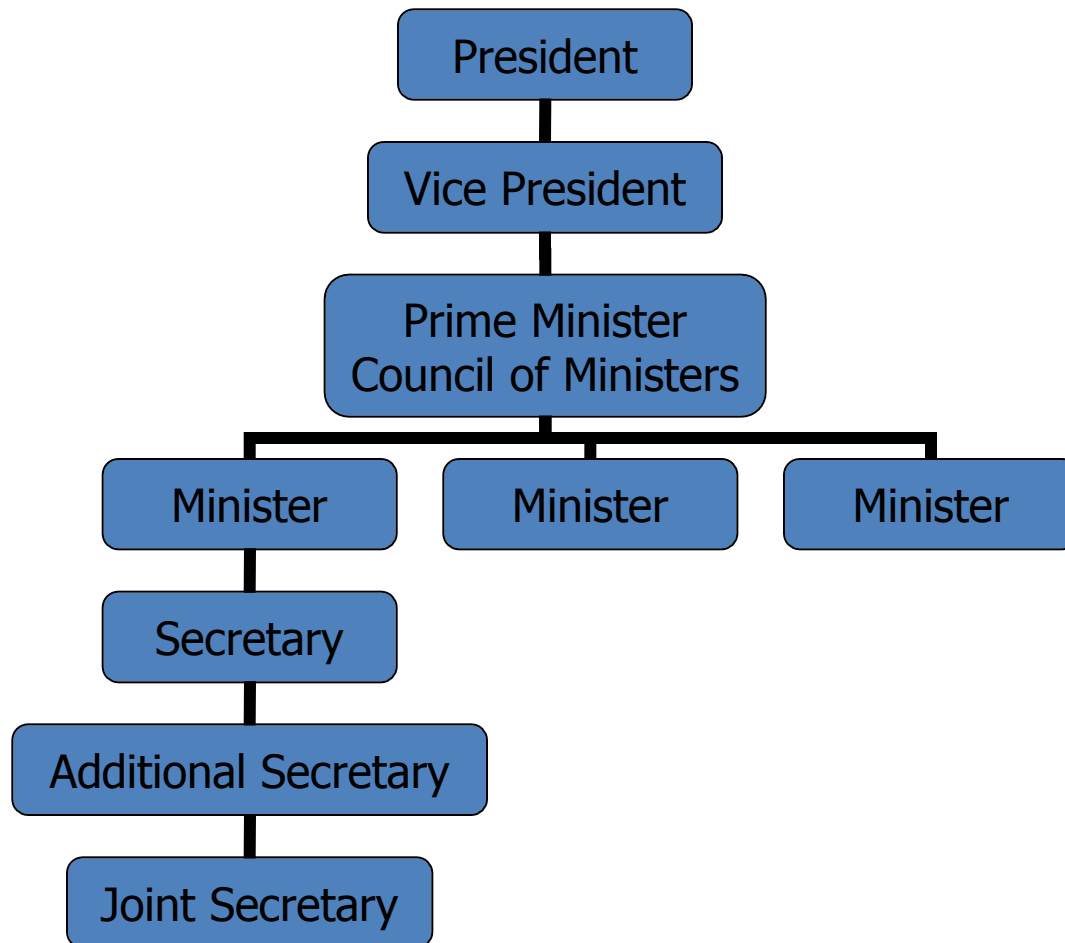 President
Vice President
Prime Minister
Council of Ministers
Minister
Minister
Minister
Secretary
Additional Secretary
Joint Secretary